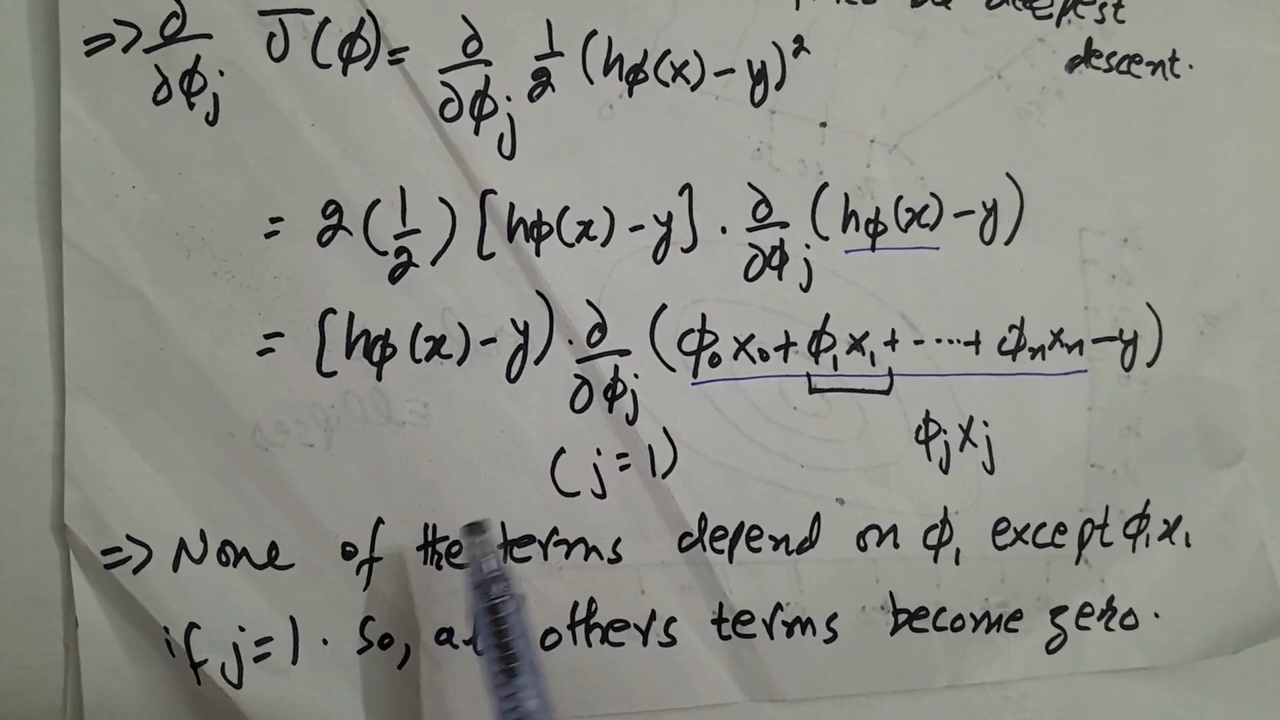 deepest
descent.
=> ∂/∂ϕj J(ϕ) = ∂/∂ϕj 1/2 (hϕ(x) - y)²
= 2(1/2) [hϕ(x) - y] . ∂/∂ϕj (hϕ(x) - y)
= [hϕ(x) - y) . ∂/∂ϕj (ϕ₀x₀ + ϕ₁x₁ + ----- + ϕₙxₙ - y)
ϕjxj
(j=1)
=> None of the terms depend on ϕ₁ except ϕ₁x₁
if j=1. So, others terms become zero.